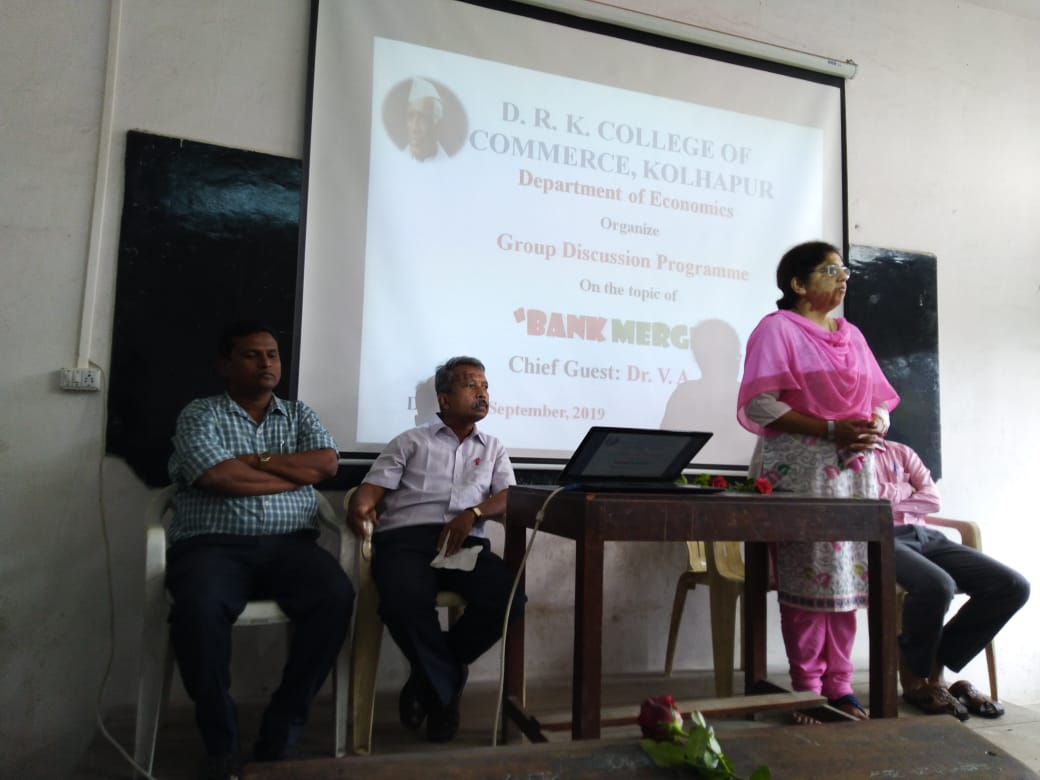 D. R. K. COLLEGE OF
COMMERCE, KOLHAPUR
Department of Economics
Organize
Group Discussion Programme
On the topic of
“BANK MERG
Chief Guest: Dr. V. A
September, 2019